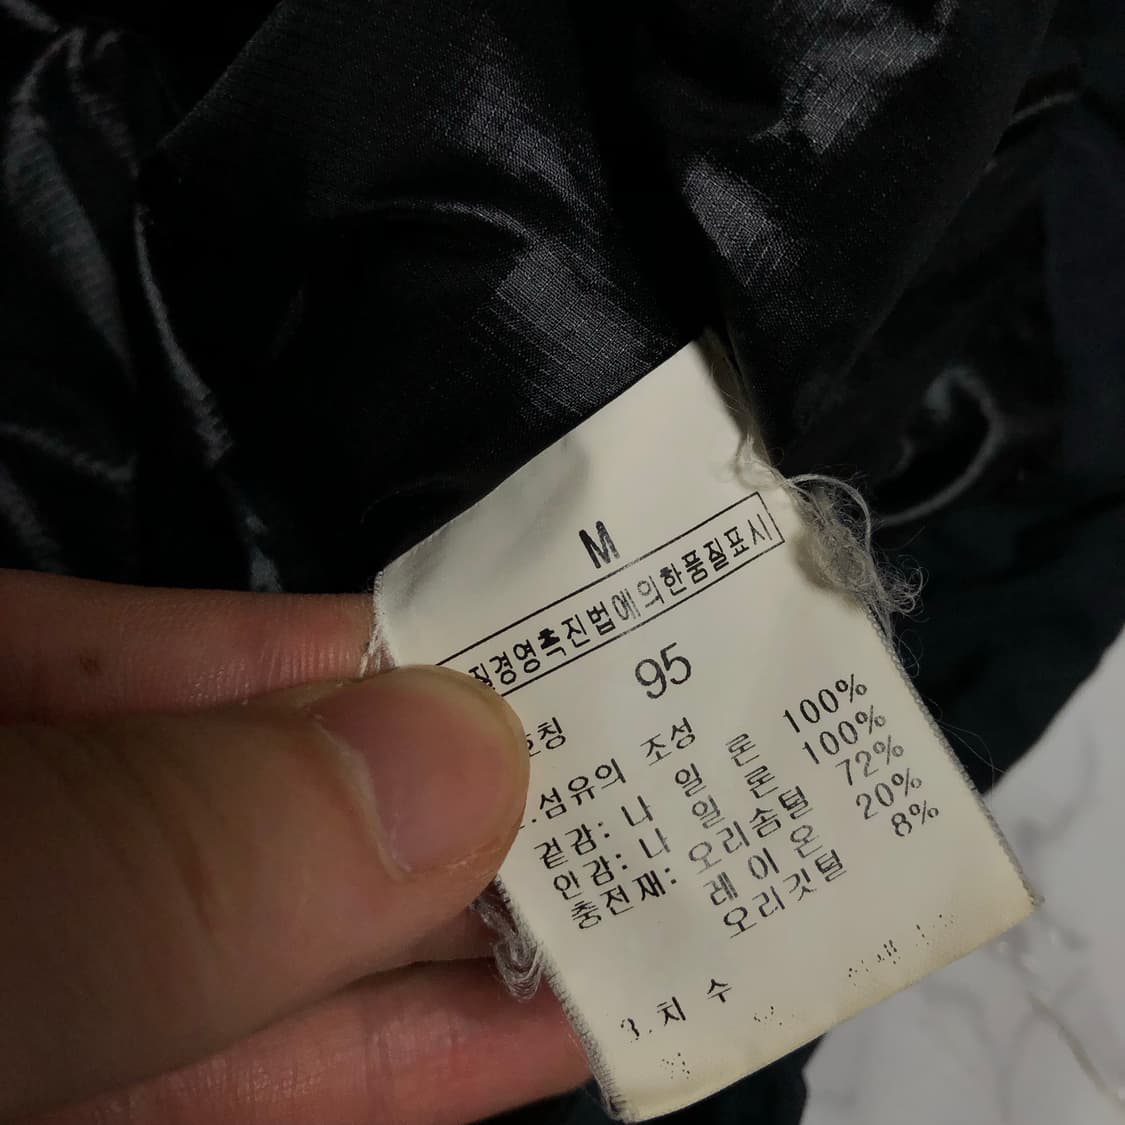 M
질경영촉진법에의한품질표시
호칭 95
섬유의 조성
겉감: 나 일 론 100%
안감: 나 일 론 100%
충전재: 오리솜털 72%
레 이 온 20%
오리깃털 8%
3.치 수